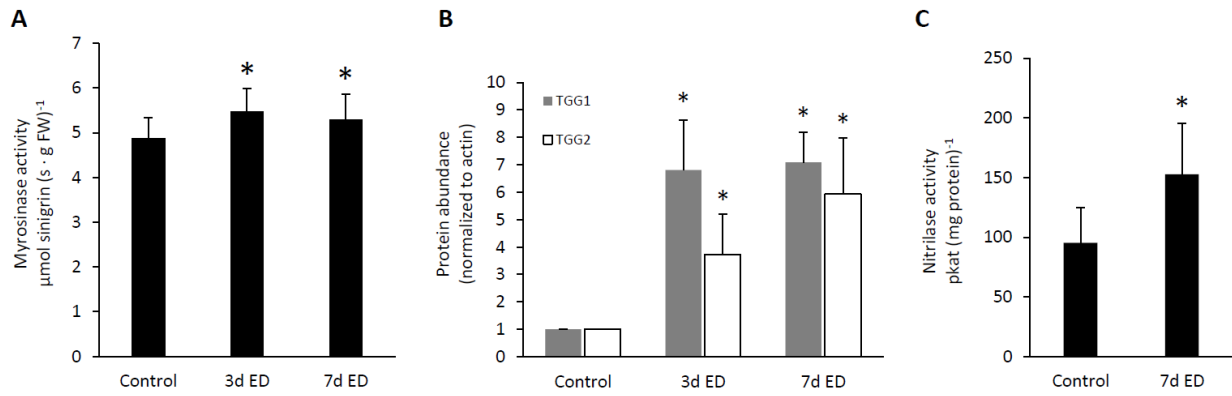 A
Myrosinase activity
μmol sinigrin (s · g FW)⁻¹
7
6
5
4
3
2
1
0
*
*
Control
3d ED
7d ED
B
Protein abundance
(normalized to actin)
10
9
8
7
6
5
4
3
2
1
0
TGG1
TGG2
*
*
*
*
Control
3d ED
7d ED
C
Nitrilase activity
pkat (mg protein)⁻¹
250
200
150
100
50
0
*
Control
7d ED